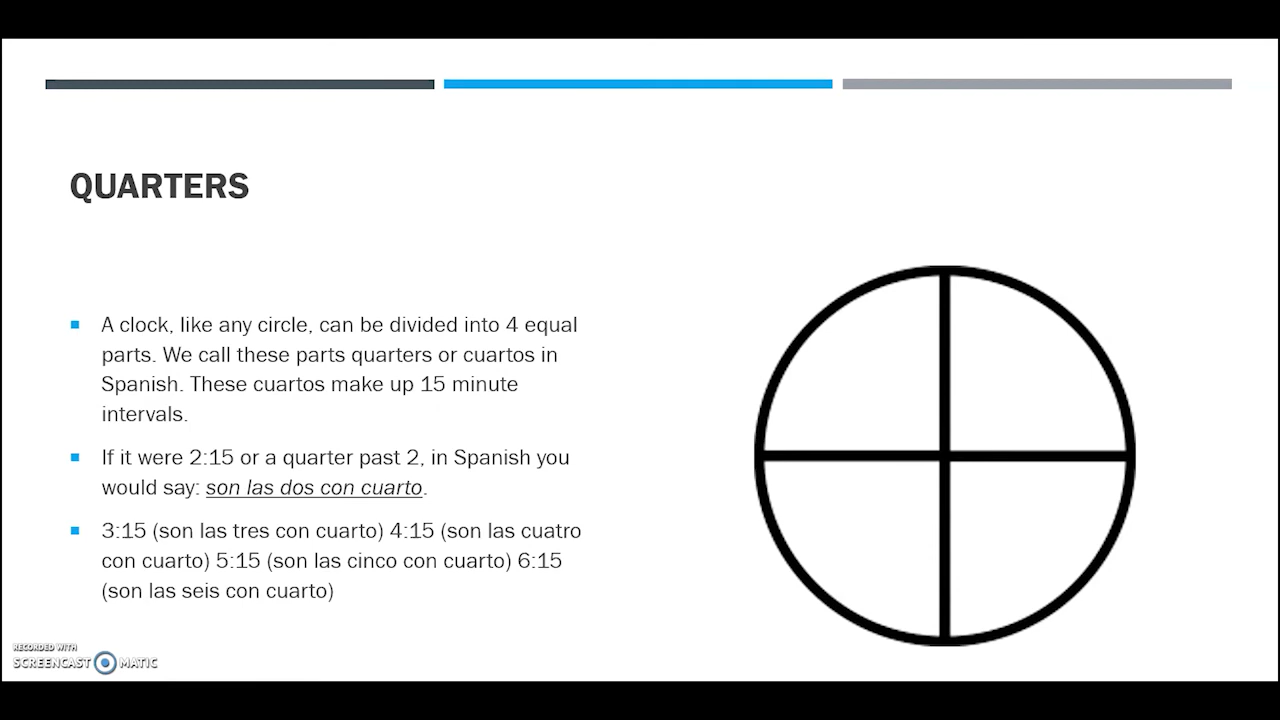 QUARTERS
A clock, like any circle, can be divided into 4 equal
parts. We call these parts quarters or cuartos in
Spanish. These cuartos make up 15 minute
intervals.
If it were 2:15 or a quarter past 2, in Spanish you
would say: son las dos con cuarto.
3:15 (son las tres con cuarto) 4:15 (son las cuatro
con cuarto) 5:15 (son las cinco con cuarto) 6:15
(son las seis con cuarto)
RECORDED WITH
SCREENCAST MATIC